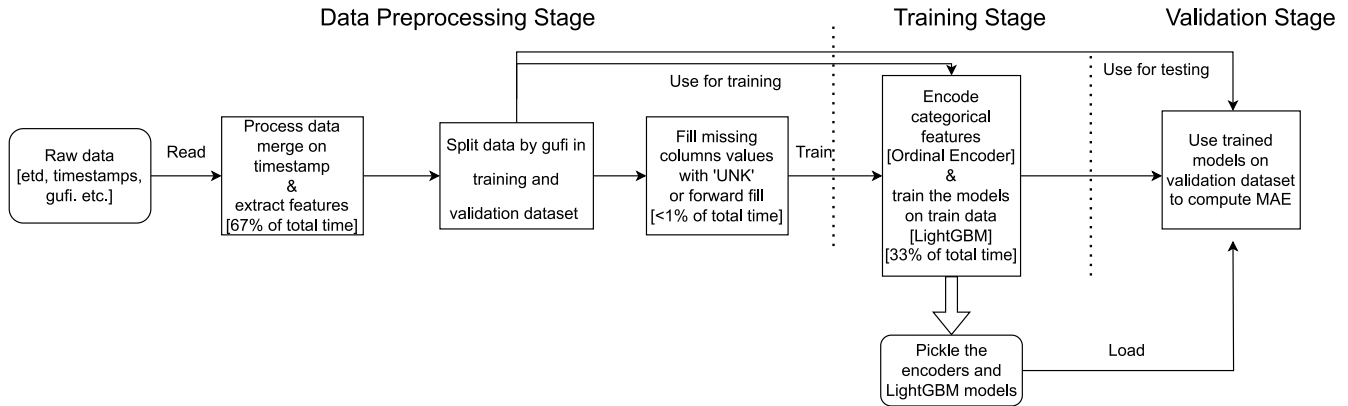 Data Preprocessing Stage
Training Stage
Validation Stage
Use for training
Use for testing
Raw data
[etd, timestamps,
gufi. etc.]
Read
Process data
merge on
timestamp
&
extract features
[67% of total time]
Split data by gufi in
training and
validation dataset
Fill missing
columns values
with 'UNK'
or forward fill
[<1% of total time]
Train
Encode
categorical
features
[Ordinal Encoder]
&
train the models
on train data
[LightGBM]
[33% of total time]
Use trained
models on
validation dataset
to compute MAE
Pickle the
encoders and
LightGBM models
Load